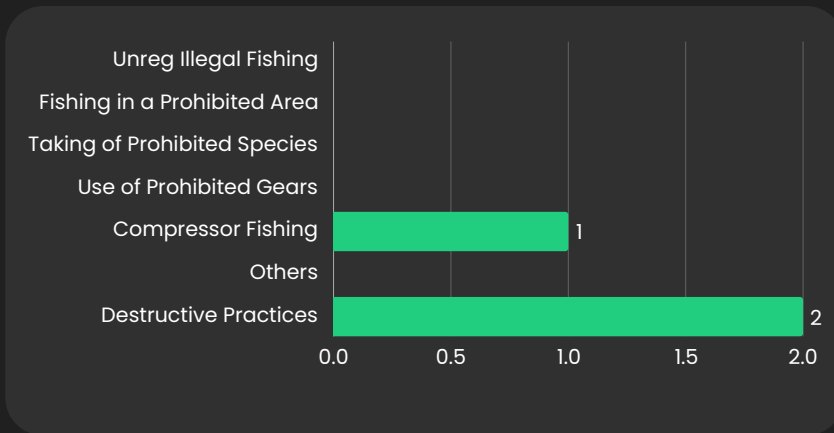 Unreg Illegal Fishing
Fishing in a Prohibited Area
Taking of Prohibited Species
Use of Prohibited Gears
Compressor Fishing 1
Others
Destructive Practices 2
0.0 0.5 1.0 1.5 2.0